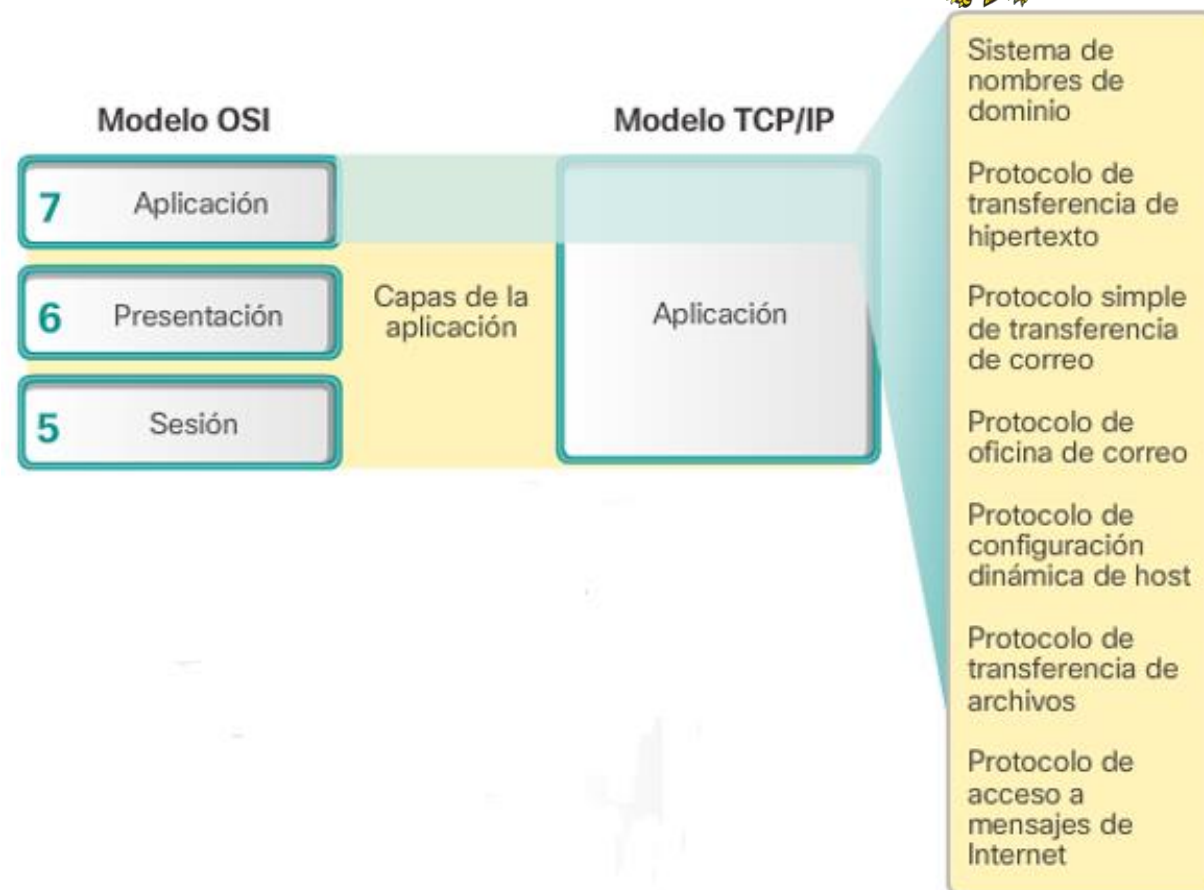 Modelo OSI
Modelo TCP/IP
7 Aplicación
6 Presentación
5 Sesión
Capas de la
aplicación
Aplicación
Sistema de
nombres de
dominio
Protocolo de
transferencia de
hipertexto
Protocolo simple
de transferencia
de correo
Protocolo de
oficina de correo
Protocolo de
configuración
dinámica de host
Protocolo de
transferencia de
archivos
Protocolo de
acceso a
mensajes de
Internet